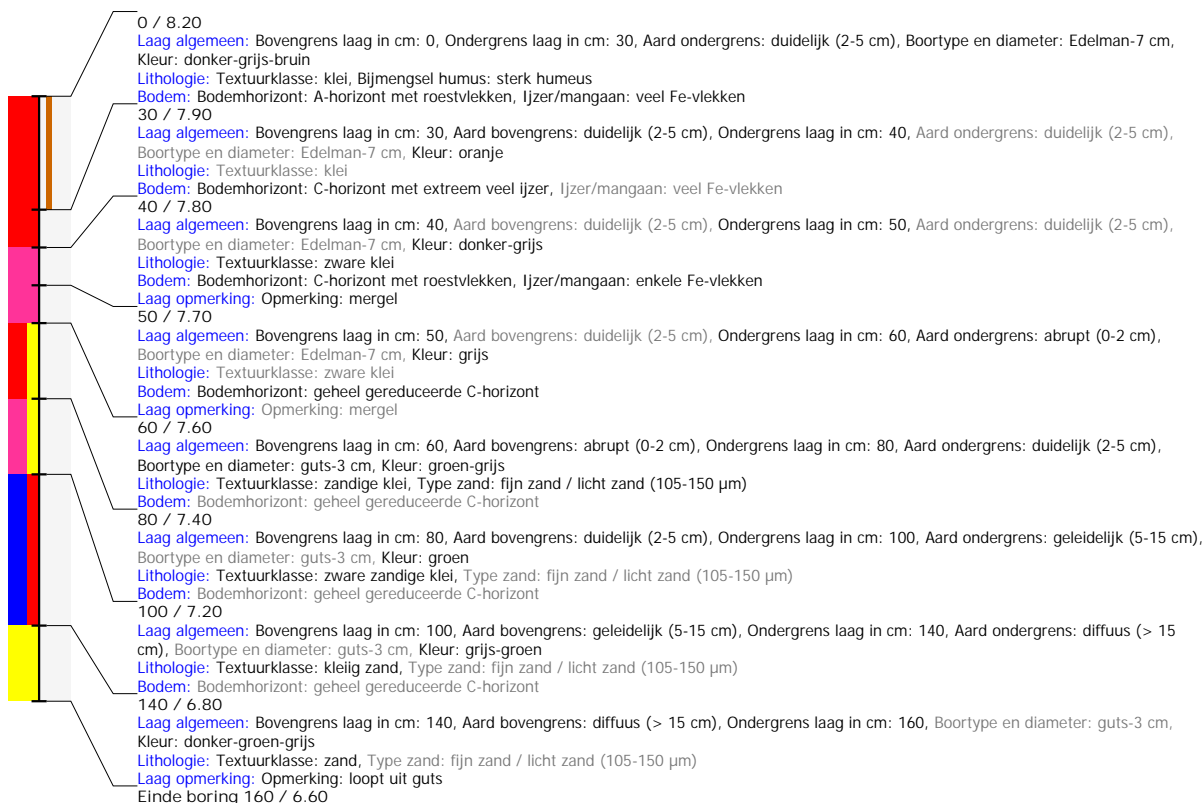 0 / 8.20
Laag algemeen: Bovengrens laag in cm: 0, Ondergrens laag in cm: 30, Aard ondergrens: duidelijk (2-5 cm), Boortype en diameter: Edelman-7 cm,
Kleur: donker-grijs-bruin
Lithologie: Textuurklasse: klei, Bijmengsel humus: sterk humeus
Bodem: Bodemhorizont: A-horizont met roestvlekken, Ijzer/mangaan: veel Fe-vlekken
30 / 7.90
Laag algemeen: Bovengrens laag in cm: 30, Aard bovengrens: duidelijk (2-5 cm), Ondergrens laag in cm: 40, Aard ondergrens: duidelijk (2-5 cm),
Boortype en diameter: Edelman-7 cm, Kleur: oranje
Lithologie: Textuurklasse: klei
Bodem: Bodemhorizont: C-horizont met extreem veel ijzer, Ijzer/mangaan: veel Fe-vlekken
40 / 7.80
Laag algemeen: Bovengrens laag in cm: 40, Aard bovengrens: duidelijk (2-5 cm), Ondergrens laag in cm: 50, Aard ondergrens: duidelijk (2-5 cm),
Boortype en diameter: Edelman-7 cm, Kleur: donker-grijs
Lithologie: Textuurklasse: zware klei
Bodem: Bodemhorizont: C-horizont met roestvlekken, Ijzer/mangaan: enkele Fe-vlekken
Laag opmerking: Opmerking: mergel
50 / 7.70
Laag algemeen: Bovengrens laag in cm: 50, Aard bovengrens: duidelijk (2-5 cm), Ondergrens laag in cm: 60, Aard ondergrens: abrupt (0-2 cm),
Boortype en diameter: Edelman-7 cm, Kleur: grijs
Lithologie: Textuurklasse: zware klei
Bodem: Bodemhorizont: geheel gereduceerde C-horizont
Laag opmerking: Opmerking: mergel
60 / 7.60
Laag algemeen: Bovengrens laag in cm: 60, Aard bovengrens: abrupt (0-2 cm), Ondergrens laag in cm: 80, Aard ondergrens: duidelijk (2-5 cm),
Boortype en diameter: guts-3 cm, Kleur: groen-grijs
Lithologie: Textuurklasse: zandige klei, Type zand: fijn zand / licht zand (105-150 µm)
Bodem: Bodemhorizont: geheel gereduceerde C-horizont
80 / 7.40
Laag algemeen: Bovengrens laag in cm: 80, Aard bovengrens: duidelijk (2-5 cm), Ondergrens laag in cm: 100, Aard ondergrens: geleidelijk (5-15 cm),
Boortype en diameter: guts-3 cm, Kleur: groen
Lithologie: Textuurklasse: zware zandige klei, Type zand: fijn zand / licht zand (105-150 µm)
Bodem: Bodemhorizont: geheel gereduceerde C-horizont
100 / 7.20
Laag algemeen: Bovengrens laag in cm: 100, Aard bovengrens: geleidelijk (5-15 cm), Ondergrens laag in cm: 140, Aard ondergrens: diffuus (> 15
cm), Boortype en diameter: guts-3 cm, Kleur: grijs-groen
Lithologie: Textuurklasse: kleiig zand, Type zand: fijn zand / licht zand (105-150 µm)
Bodem: Bodemhorizont: geheel gereduceerde C-horizont
140 / 6.80
Laag algemeen: Bovengrens laag in cm: 140, Aard bovengrens: diffuus (> 15 cm), Ondergrens laag in cm: 160, Boortype en diameter: guts-3 cm,
Kleur: donker-groen-grijs
Lithologie: Textuurklasse: zand, Type zand: fijn zand / licht zand (105-150 µm)
Laag opmerking: Opmerking: loopt uit guts
Einde boring 160 / 6.60